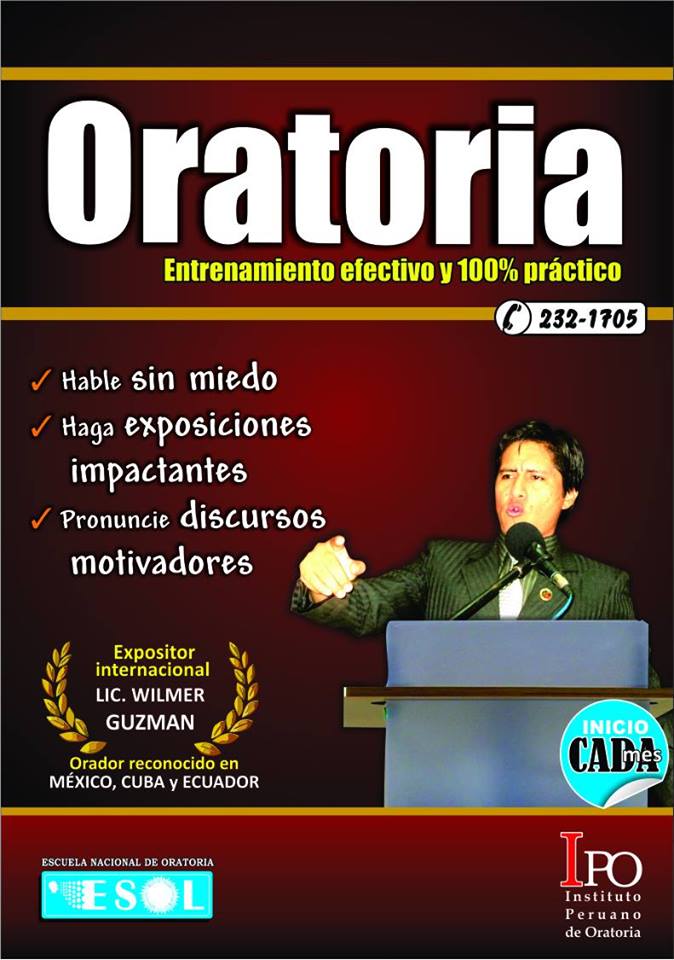 Oratoria
Entrenamiento efectivo y 100% práctico
232-1705
✓ Hable sin miedo
✓ Haga exposiciones
impactantes
✓ Pronuncie discursos
motivadores
Expositor
internacional
LIC. WILMER
GUZMAN
Orador reconocido en
MÉXICO, CUBA y ECUADOR
INICIO
CADA mes
ESCUELA NACIONAL DE ORATORIA
ESOL
IPO
Instituto
Peruano
de Oratoria